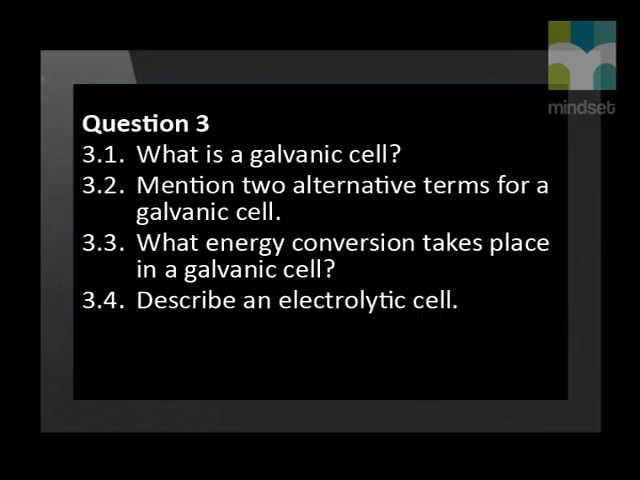 mindset
Question 3
3.1. What is a galvanic cell?
3.2. Mention two alternative terms for a
galvanic cell.
3.3. What energy conversion takes place
in a galvanic cell?
3.4. Describe an electrolytic cell.